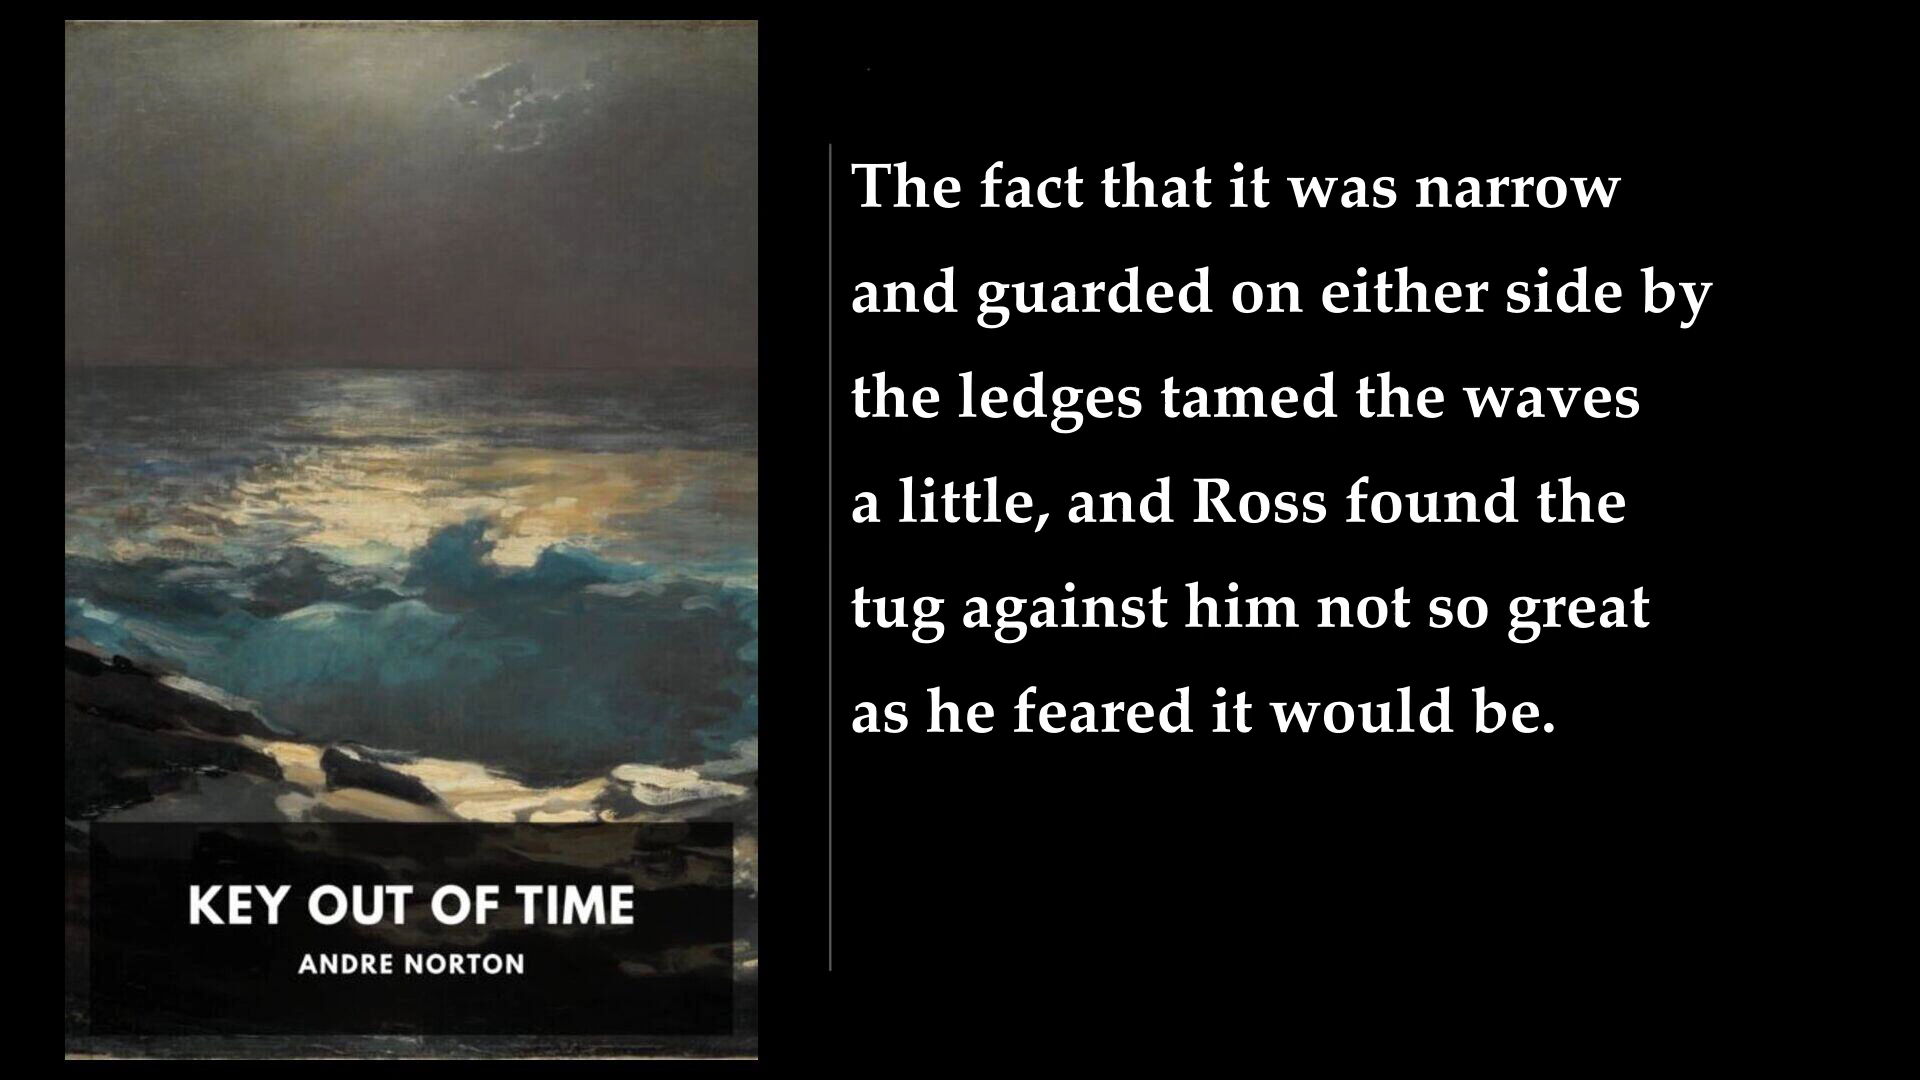 The fact that it was narrow
and guarded on either side by
the ledges tamed the waves
a little, and Ross found the
tug against him not so great
as he feared it would be.
KEY OUT OF TIME
ANDRE NORTON